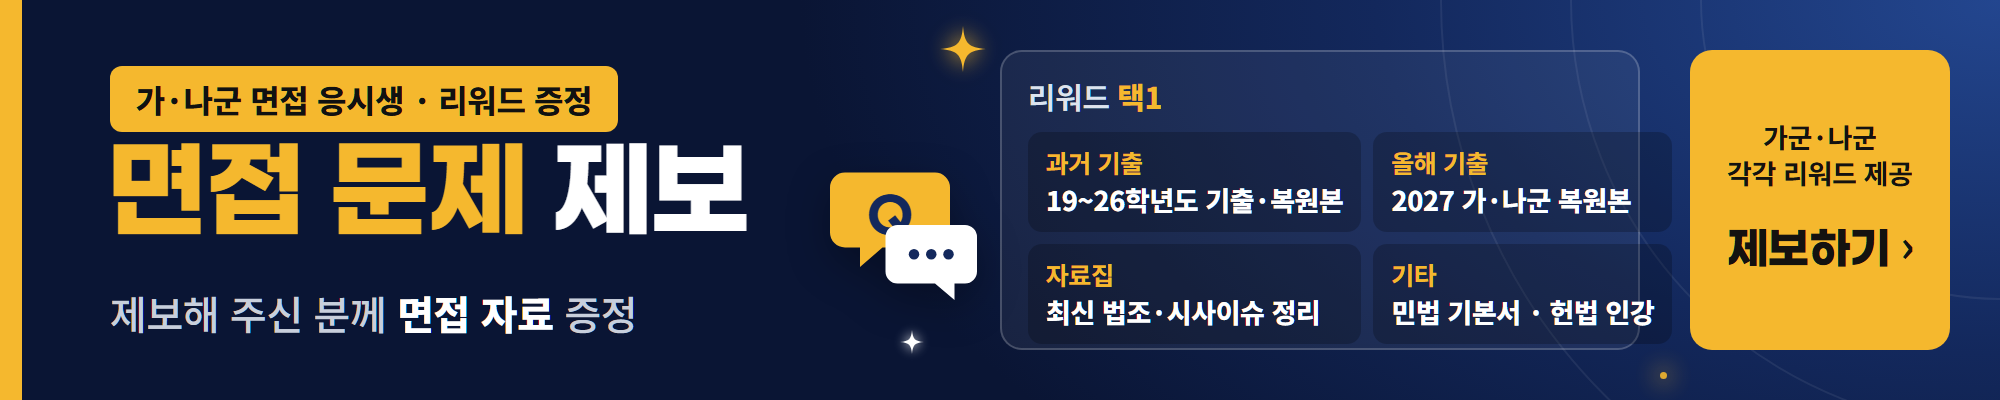 가·나군 면접 응시생 · 리워드 증정
면접 문제 제보
제보해 주신 분께 면접 자료 증정
Q
리워드 택1
과거 기출
19~26학년도 기출·복원본
올해 기출
2027 가·나군 복원본
자료집
최신 법조·시사이슈 정리
기타
민법 기본서 · 헌법 인강
가군·나군
각각 리워드 제공
제보하기 ›